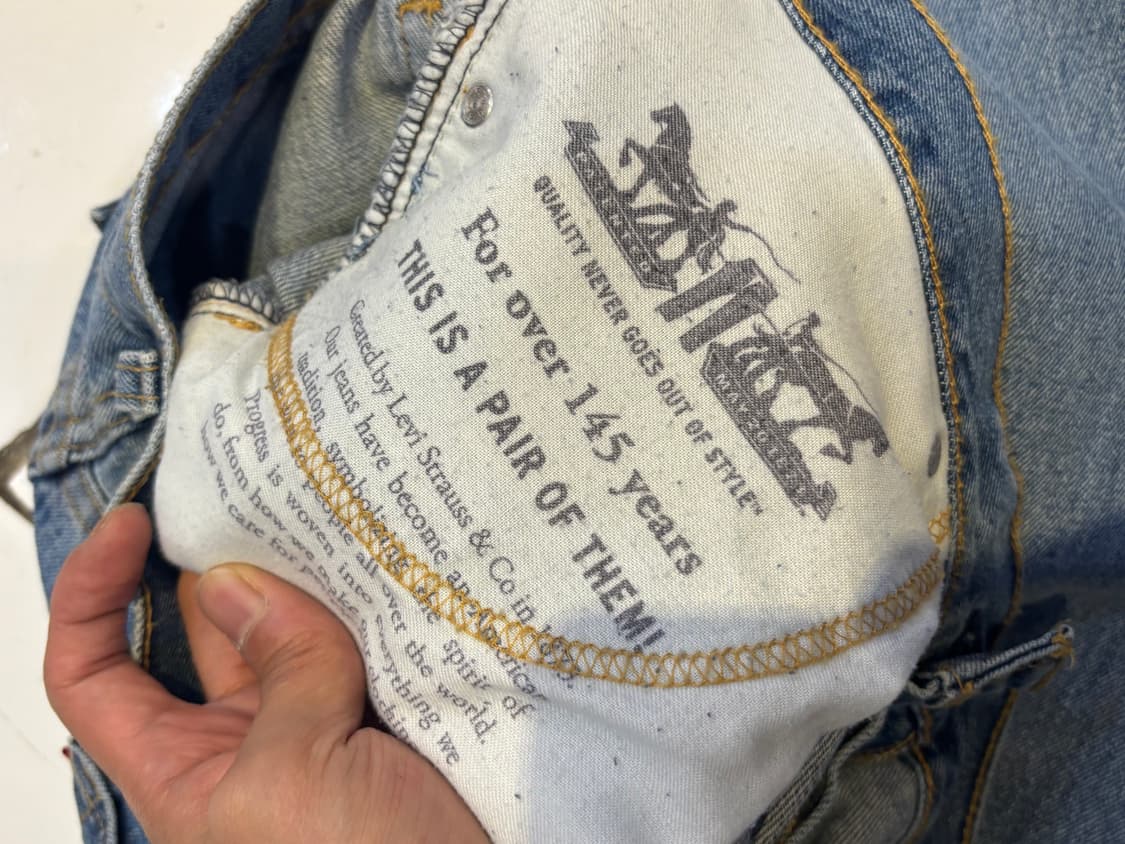 QUALITY NEVER GOES OUT OF STYLE™
For over 145 years
THIS IS A PAIR OF THEM!
Created by Levi Strauss & Co in
Our jeans have become an American
tradition, symbolizing the spirit of
people all over the world.
Progress is woven into everything we
do, from how we make
how we care for